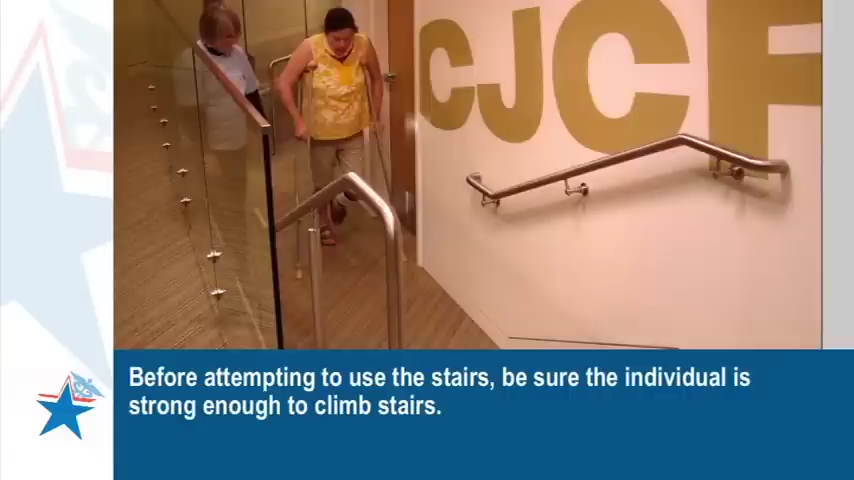 CJCF
Before attempting to use the stairs, be sure the individual is
strong enough to climb stairs.